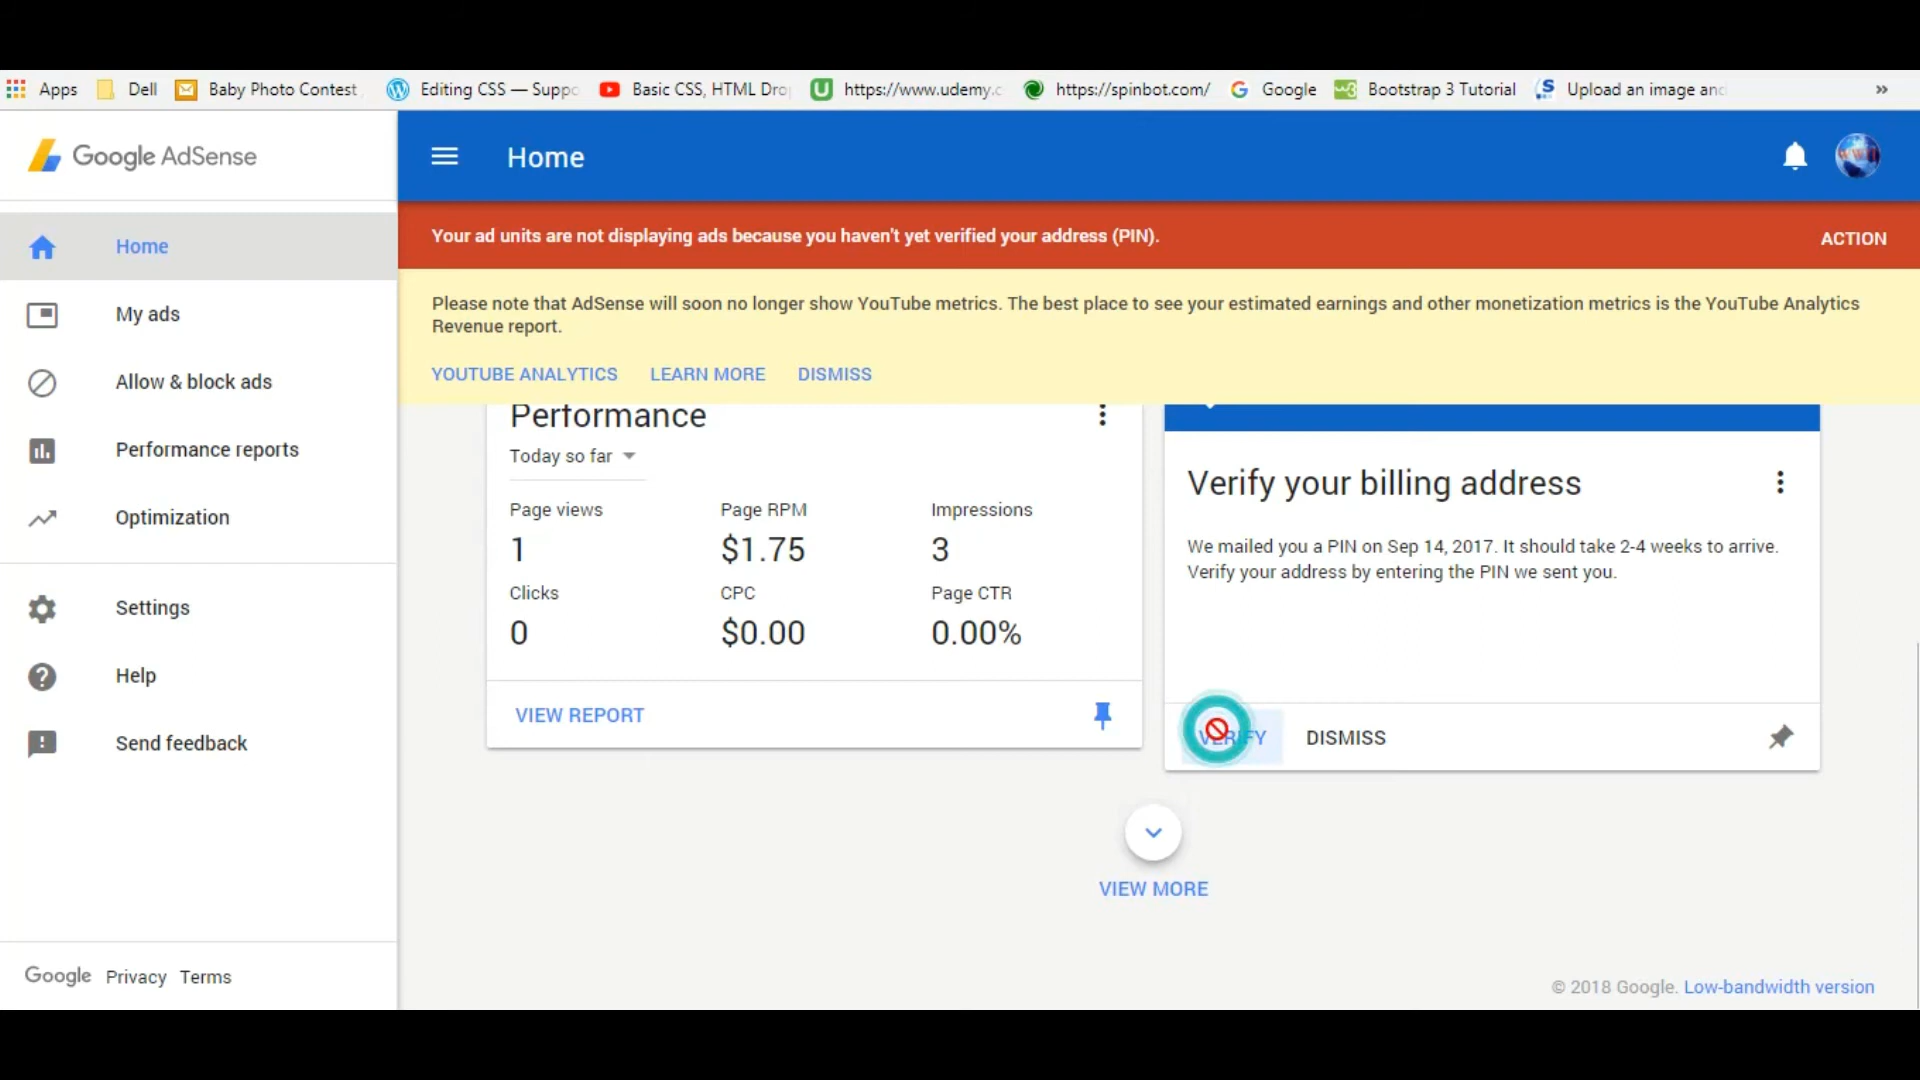 Apps Dell Baby Photo Contest Editing CSS — Suppo Basic CSS, HTML Dro https://www.udemy.c https://spinbot.com/ Google Bootstrap 3 Tutorial Upload an image and »
Google AdSense
Home
Home
My ads
Allow & block ads
Performance reports
Optimization
Settings
Help
Send feedback
Google Privacy Terms
Your ad units are not displaying ads because you haven't yet verified your address (PIN).
ACTION
Please note that AdSense will soon no longer show YouTube metrics. The best place to see your estimated earnings and other monetization metrics is the YouTube Analytics
Revenue report.
YOUTUBE ANALYTICS LEARN MORE DISMISS
Performance
Today so far
Page views Page RPM Impressions
1 $1.75 3
Clicks CPC Page CTR
0 $0.00 0.00%
VIEW REPORT
Verify your billing address
We mailed you a PIN on Sep 14, 2017. It should take 2-4 weeks to arrive.
Verify your address by entering the PIN we sent you.
VERIFY DISMISS
VIEW MORE
© 2018 Google. Low-bandwidth version